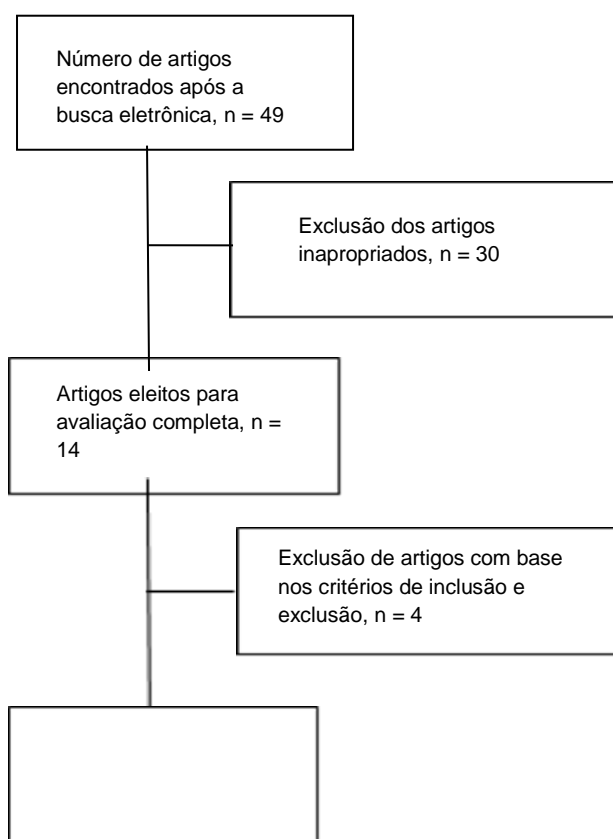 Número de artigos
encontrados após a
busca eletrônica, n = 49
Exclusão dos artigos
inapropriados, n = 30
Artigos eleitos para
avaliação completa, n =
14
Exclusão de artigos com base
nos critérios de inclusão e
exclusão, n = 4